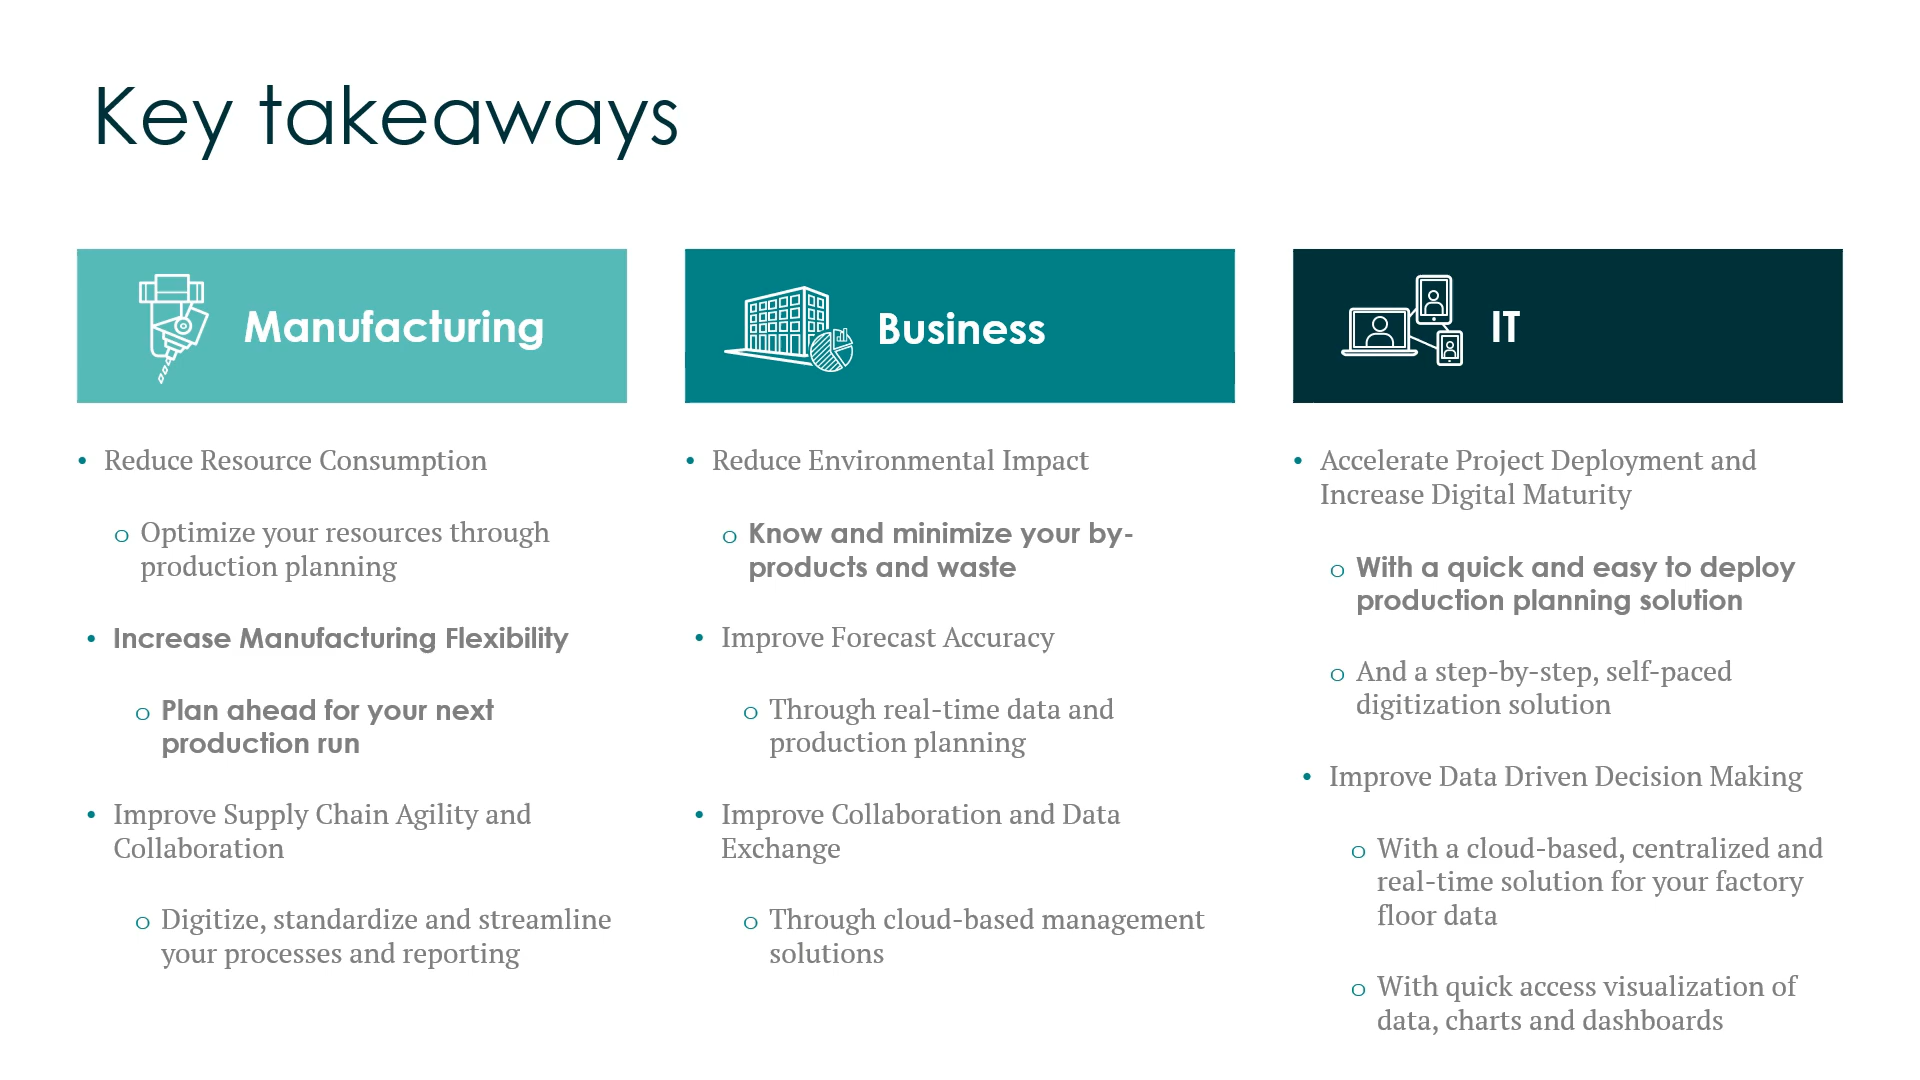 Key takeaways
Manufacturing
• Reduce Resource Consumption
o Optimize your resources through
production planning
• Increase Manufacturing Flexibility
o Plan ahead for your next
production run
• Improve Supply Chain Agility and
Collaboration
o Digitize, standardize and streamline
your processes and reporting
Business
• Reduce Environmental Impact
o Know and minimize your by-
products and waste
• Improve Forecast Accuracy
o Through real-time data and
production planning
• Improve Collaboration and Data
Exchange
o Through cloud-based management
solutions
IT
• Accelerate Project Deployment and
Increase Digital Maturity
o With a quick and easy to deploy
production planning solution
o And a step-by-step, self-paced
digitization solution
• Improve Data Driven Decision Making
o With a cloud-based, centralized and
real-time solution for your factory
floor data
o With quick access visualization of
data, charts and dashboards